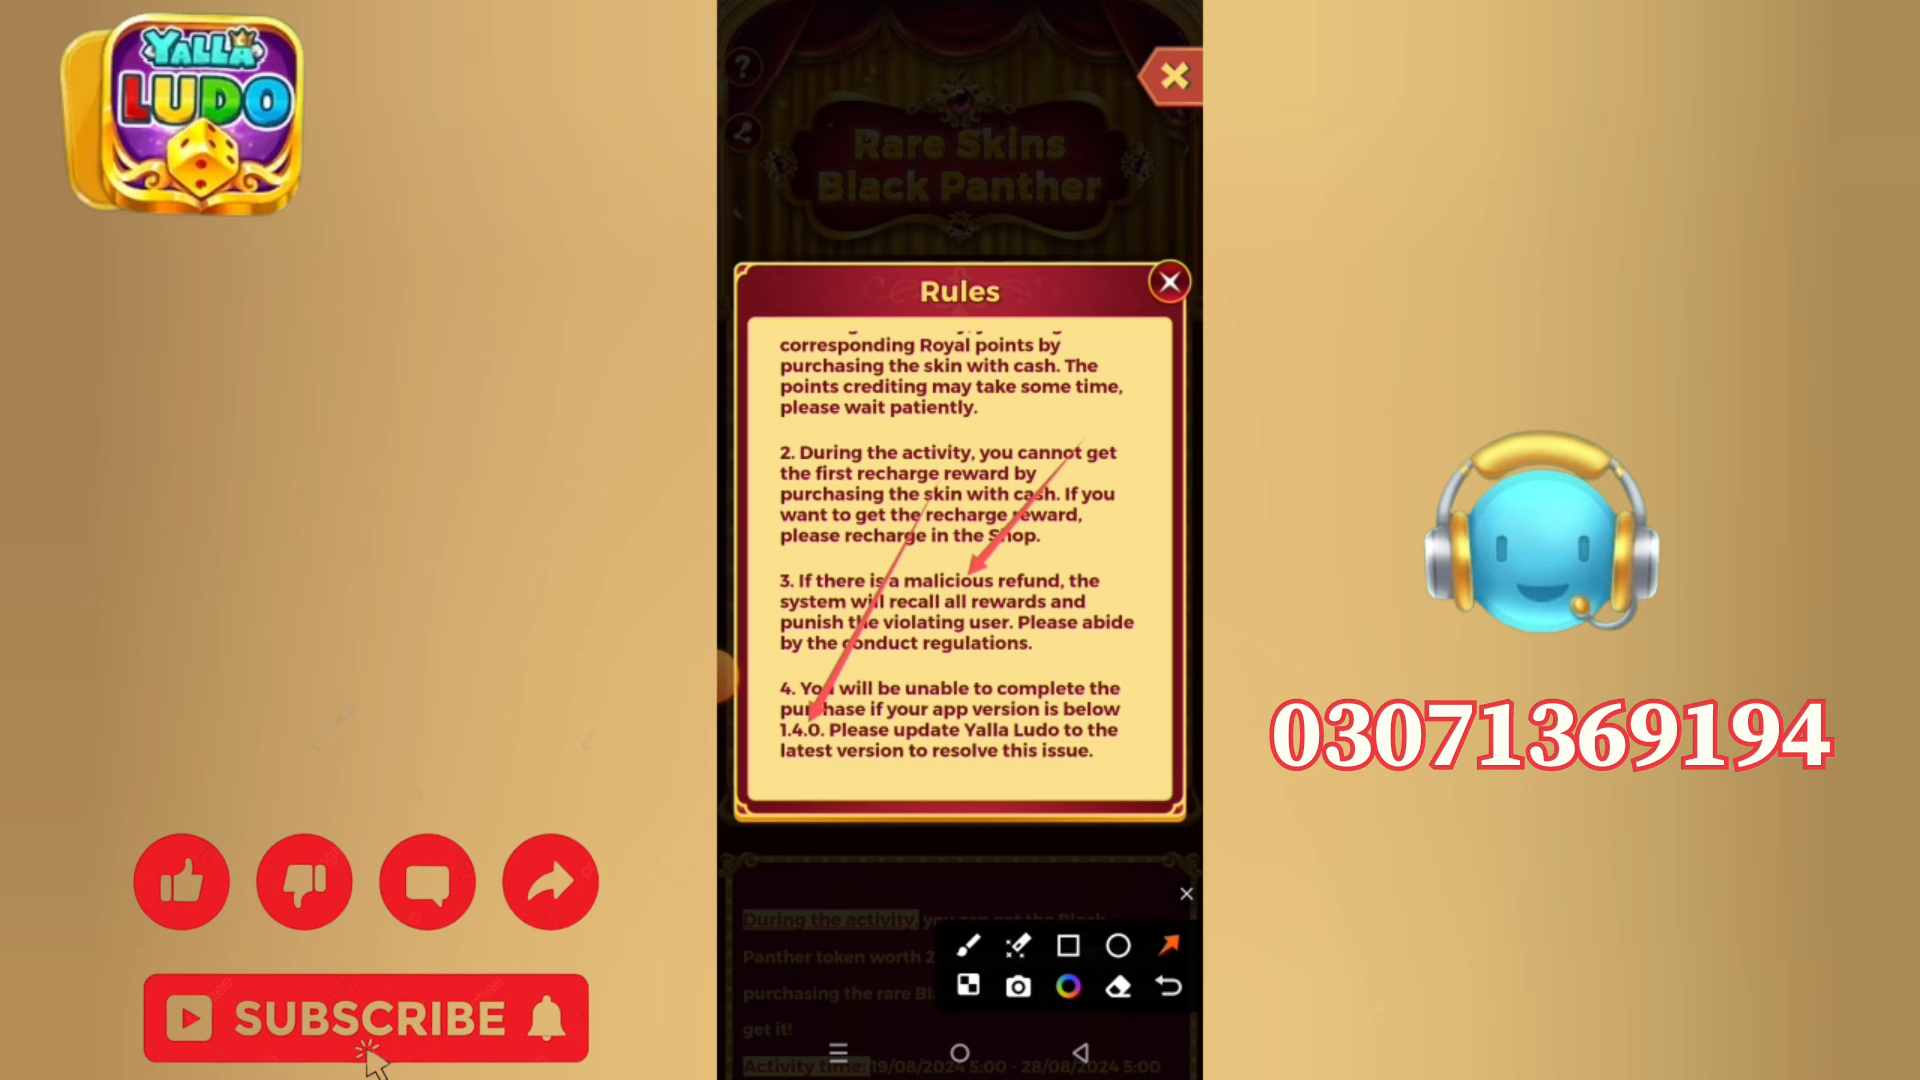 YALLA
LUDO
?
Rare Skins
Black Panther
Rules
corresponding Royal points by
purchasing the skin with cash. The
points crediting may take some time,
please wait patiently.
2. During the activity, you cannot get
the first recharge reward by
purchasing the skin with cash. If you
want to get the recharge reward,
please recharge in the Shop.
3. If there is a malicious refund, the
system will recall all rewards and
punish the violating user. Please abide
by the conduct regulations.
4. You will be unable to complete the
purchase if your app version is below
1.4.0. Please update Yalla Ludo to the
latest version to resolve this issue.
During the activity, you can get the Black
Panther token worth 2
purchasing the rare Bl
get it!
Activity time: 19/08/2024 5:00 - 28/08/2024 5:00
03071369194
SUBSCRIBE